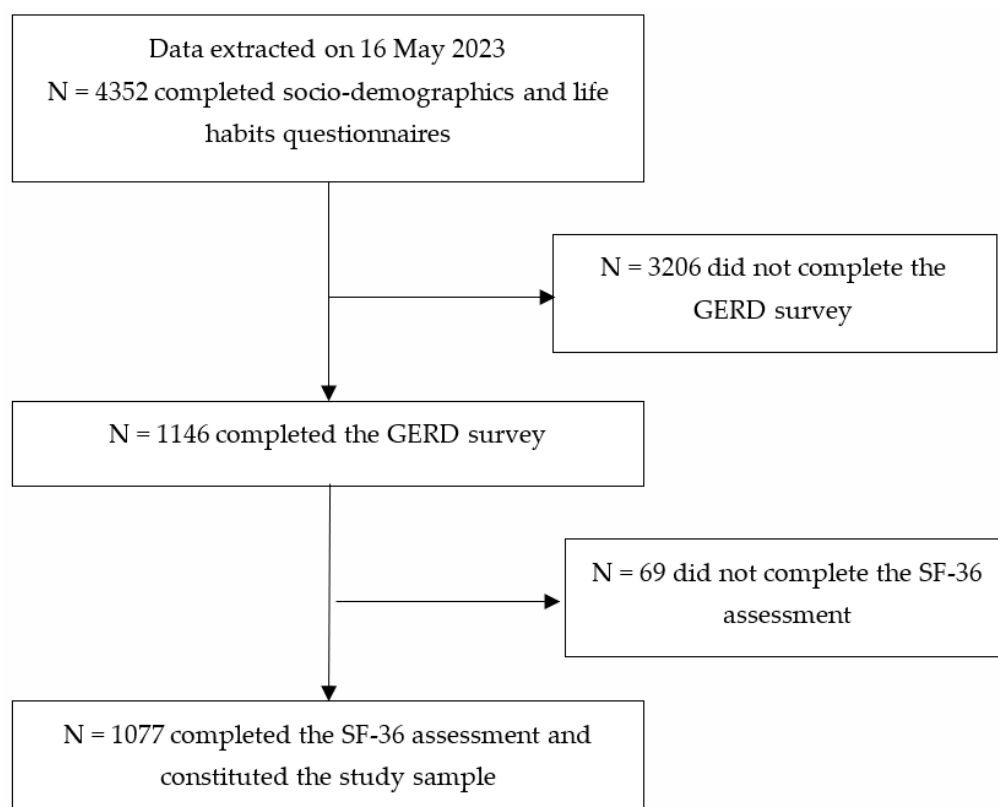 Data extracted on 16 May 2023
N = 4352 completed socio-demographics and life
habits questionnaires
N = 3206 did not complete the
GERD survey
N = 1146 completed the GERD survey
N = 69 did not complete the SF-36
assessment
N = 1077 completed the SF-36 assessment and
constituted the study sample